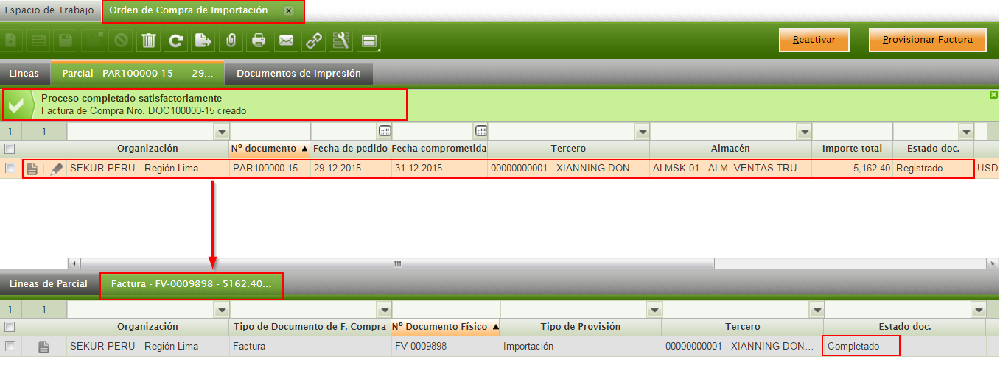 Espacio de Trabajo Orden de Compra de Importación...
Reactivar Provisionar Factura
Lineas Parcial - PAR100000-15 - - 29... Documentos de Impresión
Proceso completado satisfactoriamente
Factura de Compra Nro. DOC100000-15 creado
1 1
Organización Nº documento Fecha de pedido Fecha comprometida Tercero Almacén Importe total Estado doc.
SEKUR PERU - Región Lima PAR100000-15 29-12-2015 31-12-2015 00000000001 - XIANNING DON... ALMSK-01 - ALM. VENTAS TRU... 5,162.40 Registrado USD
Lineas de Parcial Factura - FV-0009898 - 5162.40...
1 1
Organización Tipo de Documento de F. Compra Nº Documento Físico Tipo de Provisión Tercero Estado doc.
SEKUR PERU - Región Lima Factura FV-0009898 Importación 00000000001 - XIANNING DON... Completado